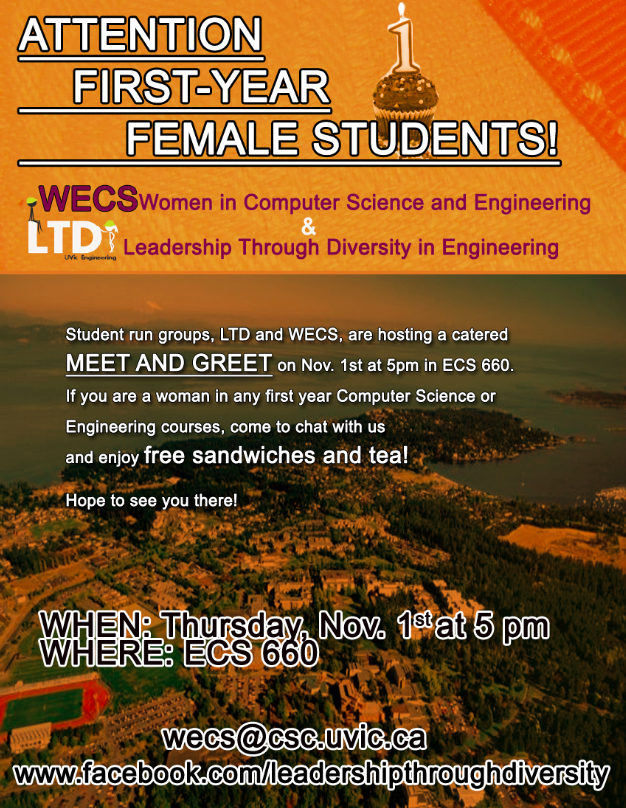 ATTENTION
FIRST-YEAR
FEMALE STUDENTS!
1
WECS Women in Computer Science and Engineering
&
LTD
UVic Engineering
Leadership Through Diversity in Engineering
Student run groups, LTD and WECS, are hosting a catered
MEET AND GREET on Nov. 1st at 5pm in ECS 660.
If you are a woman in any first year Computer Science or
Engineering courses, come to chat with us
and enjoy free sandwiches and tea!
Hope to see you there!
WHEN: Thursday, Nov. 1st at 5 pm
WHERE: ECS 660
wecs@csc.uvic.ca
www.facebook.com/leadershipthroughdiversity